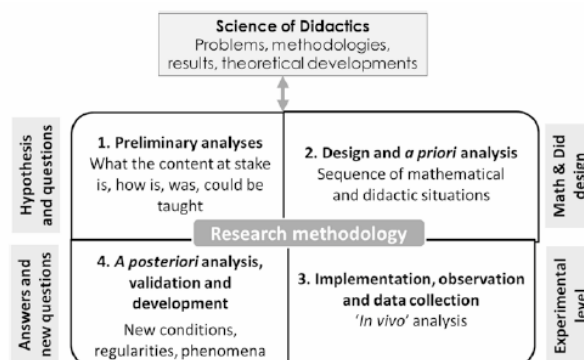 Science of Didactics
Problems, methodologies,
results, theoretical developments
Hypothesis
and questions
1. Preliminary analyses
What the content at stake
is, how is, was, could be
taught
2. Design and a priori analysis
Sequence of mathematical
and didactic situations
Math & Did
design
Research methodology
Answers and
new questions
4. A posteriori analysis,
validation and
development
New conditions,
regularities, phenomena
3. Implementation, observation
and data collection
'In vivo' analysis
Experimental
level